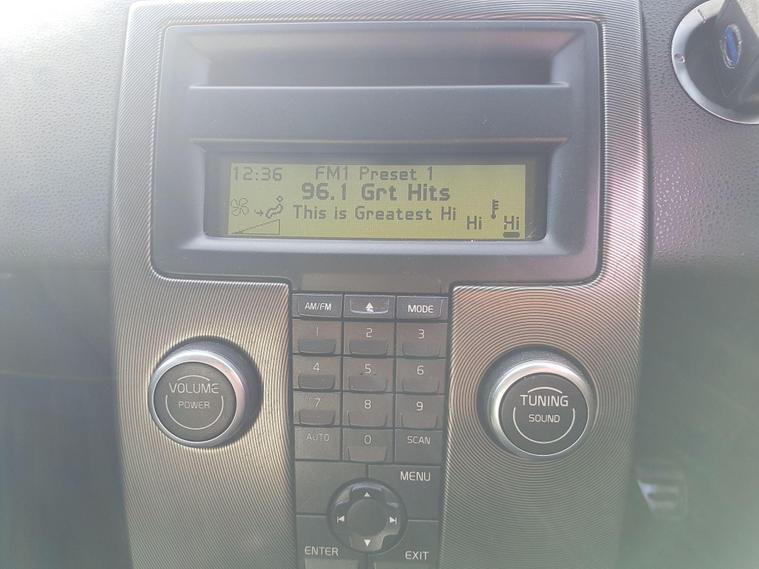 12:36 FM1 Preset 1
96.1 Grt Hits
This is Greatest Hi
Hi Hi
AM/FM MODE
1 2 3
4 5 6
7 8 9
AUTO 0 SCAN
VOLUME
POWER
TUNING
SOUND
MENU
ENTER EXIT